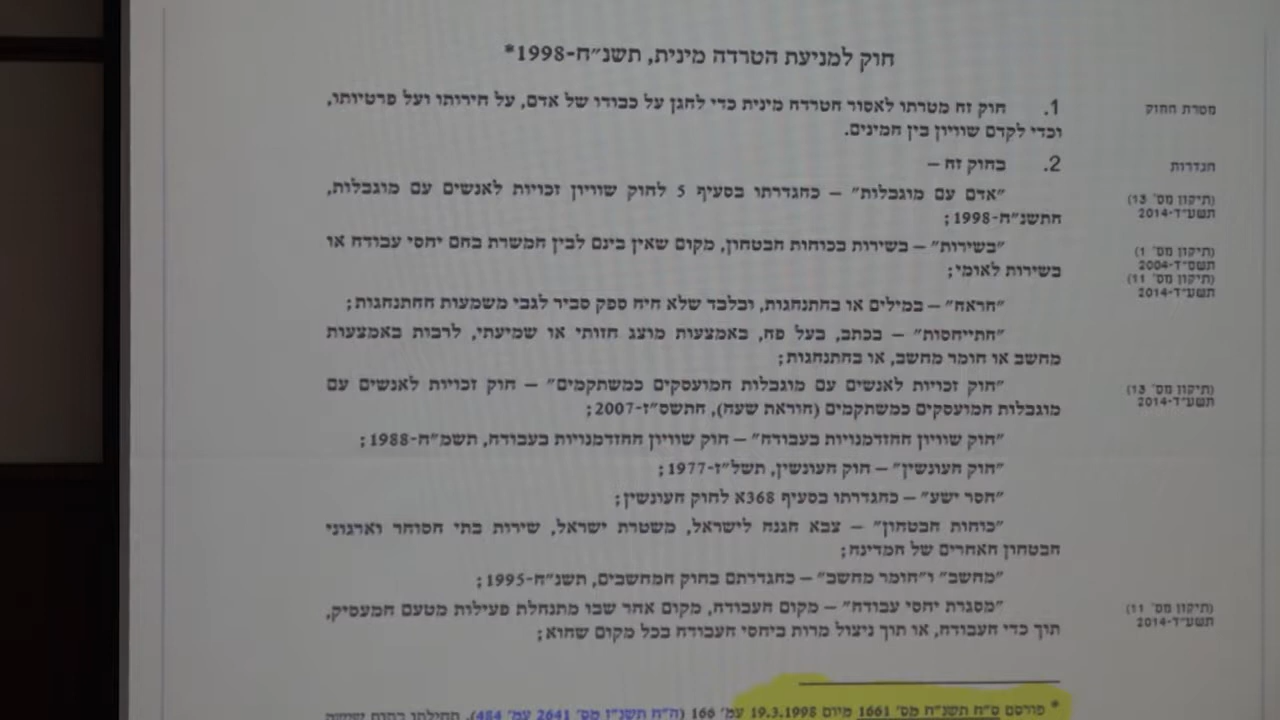 חוק למניעת הטרדה מינית, תשנ״ח-1998*
מטרת החוק
1. חוק זה מטרתו לאסור הטרדה מינית כדי להגן על כבודו של אדם, על חירותו ועל פרטיותו,
וכדי לקדם שוויון בין המינים.
הגדרות
2. בחוק זה –
(תיקון מס׳ 13)
תשע״ד-2014
״אדם עם מוגבלות״ – כהגדרתו בסעיף 5 לחוק שוויון זכויות לאנשים עם מוגבלות,
התשנ״ח-1998;
(תיקון מס׳ 1)
תשס״ד-2004
(תיקון מס׳ 11)
תשע״ד-2014
״בשירות״ – בשירות בכוחות הבטחון, מקום שאין בינם לבין המשרת בהם יחסי עבודה או
בשירות לאומי;
״הראה״ – במילים או בהתנהגות, ובלבד שלא היה ספק סביר לגבי משמעות ההתנהגות;
״התייחסות״ – בכתב, בעל פה, באמצעות מוצג חזותי או שמיעתי, לרבות באמצעות
מחשב או חומר מחשב, או בהתנהגות;
(תיקון מס׳ 13)
תשע״ד-2014
״חוק זכויות לאנשים עם מוגבלות המועסקים כמשתקמים״ – חוק זכויות לאנשים עם
מוגבלות המועסקים כמשתקמים (הוראת שעה), התשס״ז-2007;
״חוק שוויון ההזדמנויות בעבודה״ – חוק שוויון ההזדמנויות בעבודה, תשמ״ח-1988;
״חוק העונשין״ – חוק העונשין, תשל״ז-1977;
״חסר ישע״ – כהגדרתו בסעיף 368א לחוק העונשין;
״כוחות הבטחון״ – צבא הגנה לישראל, משטרת ישראל, שירות בתי הסוהר וארגוני
הבטחון האחרים של המדינה;
״מחשב״ ו״חומר מחשב״ – כהגדרתם בחוק המחשבים, תשנ״ה-1995;
(תיקון מס׳ 11)
תשע״ד-2014
״מסגרת יחסי עבודה״ – מקום העבודה, מקום אחר שבו מתנהלת פעילות מטעם המעסיק,
תוך כדי העבודה, או תוך ניצול מרות ביחסי העבודה בכל מקום שהוא;
* פורסם ס״ח תשנ״ח מס׳ 1661 מיום 19.3.1998 עמ׳ 166 (ה״ח תשנ״ז מס׳ 2641 עמ׳ 484).